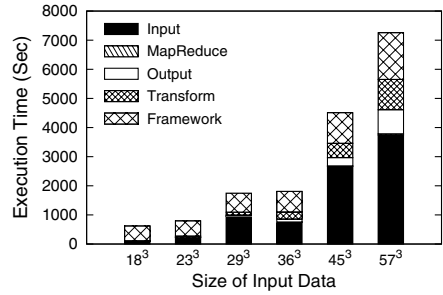 Execution Time (Sec)
8000
7000
6000
5000
4000
3000
2000
1000
0
Input
MapReduce
Output
Transform
Framework
18³ 23³ 29³ 36³ 45³ 57³
Size of Input Data